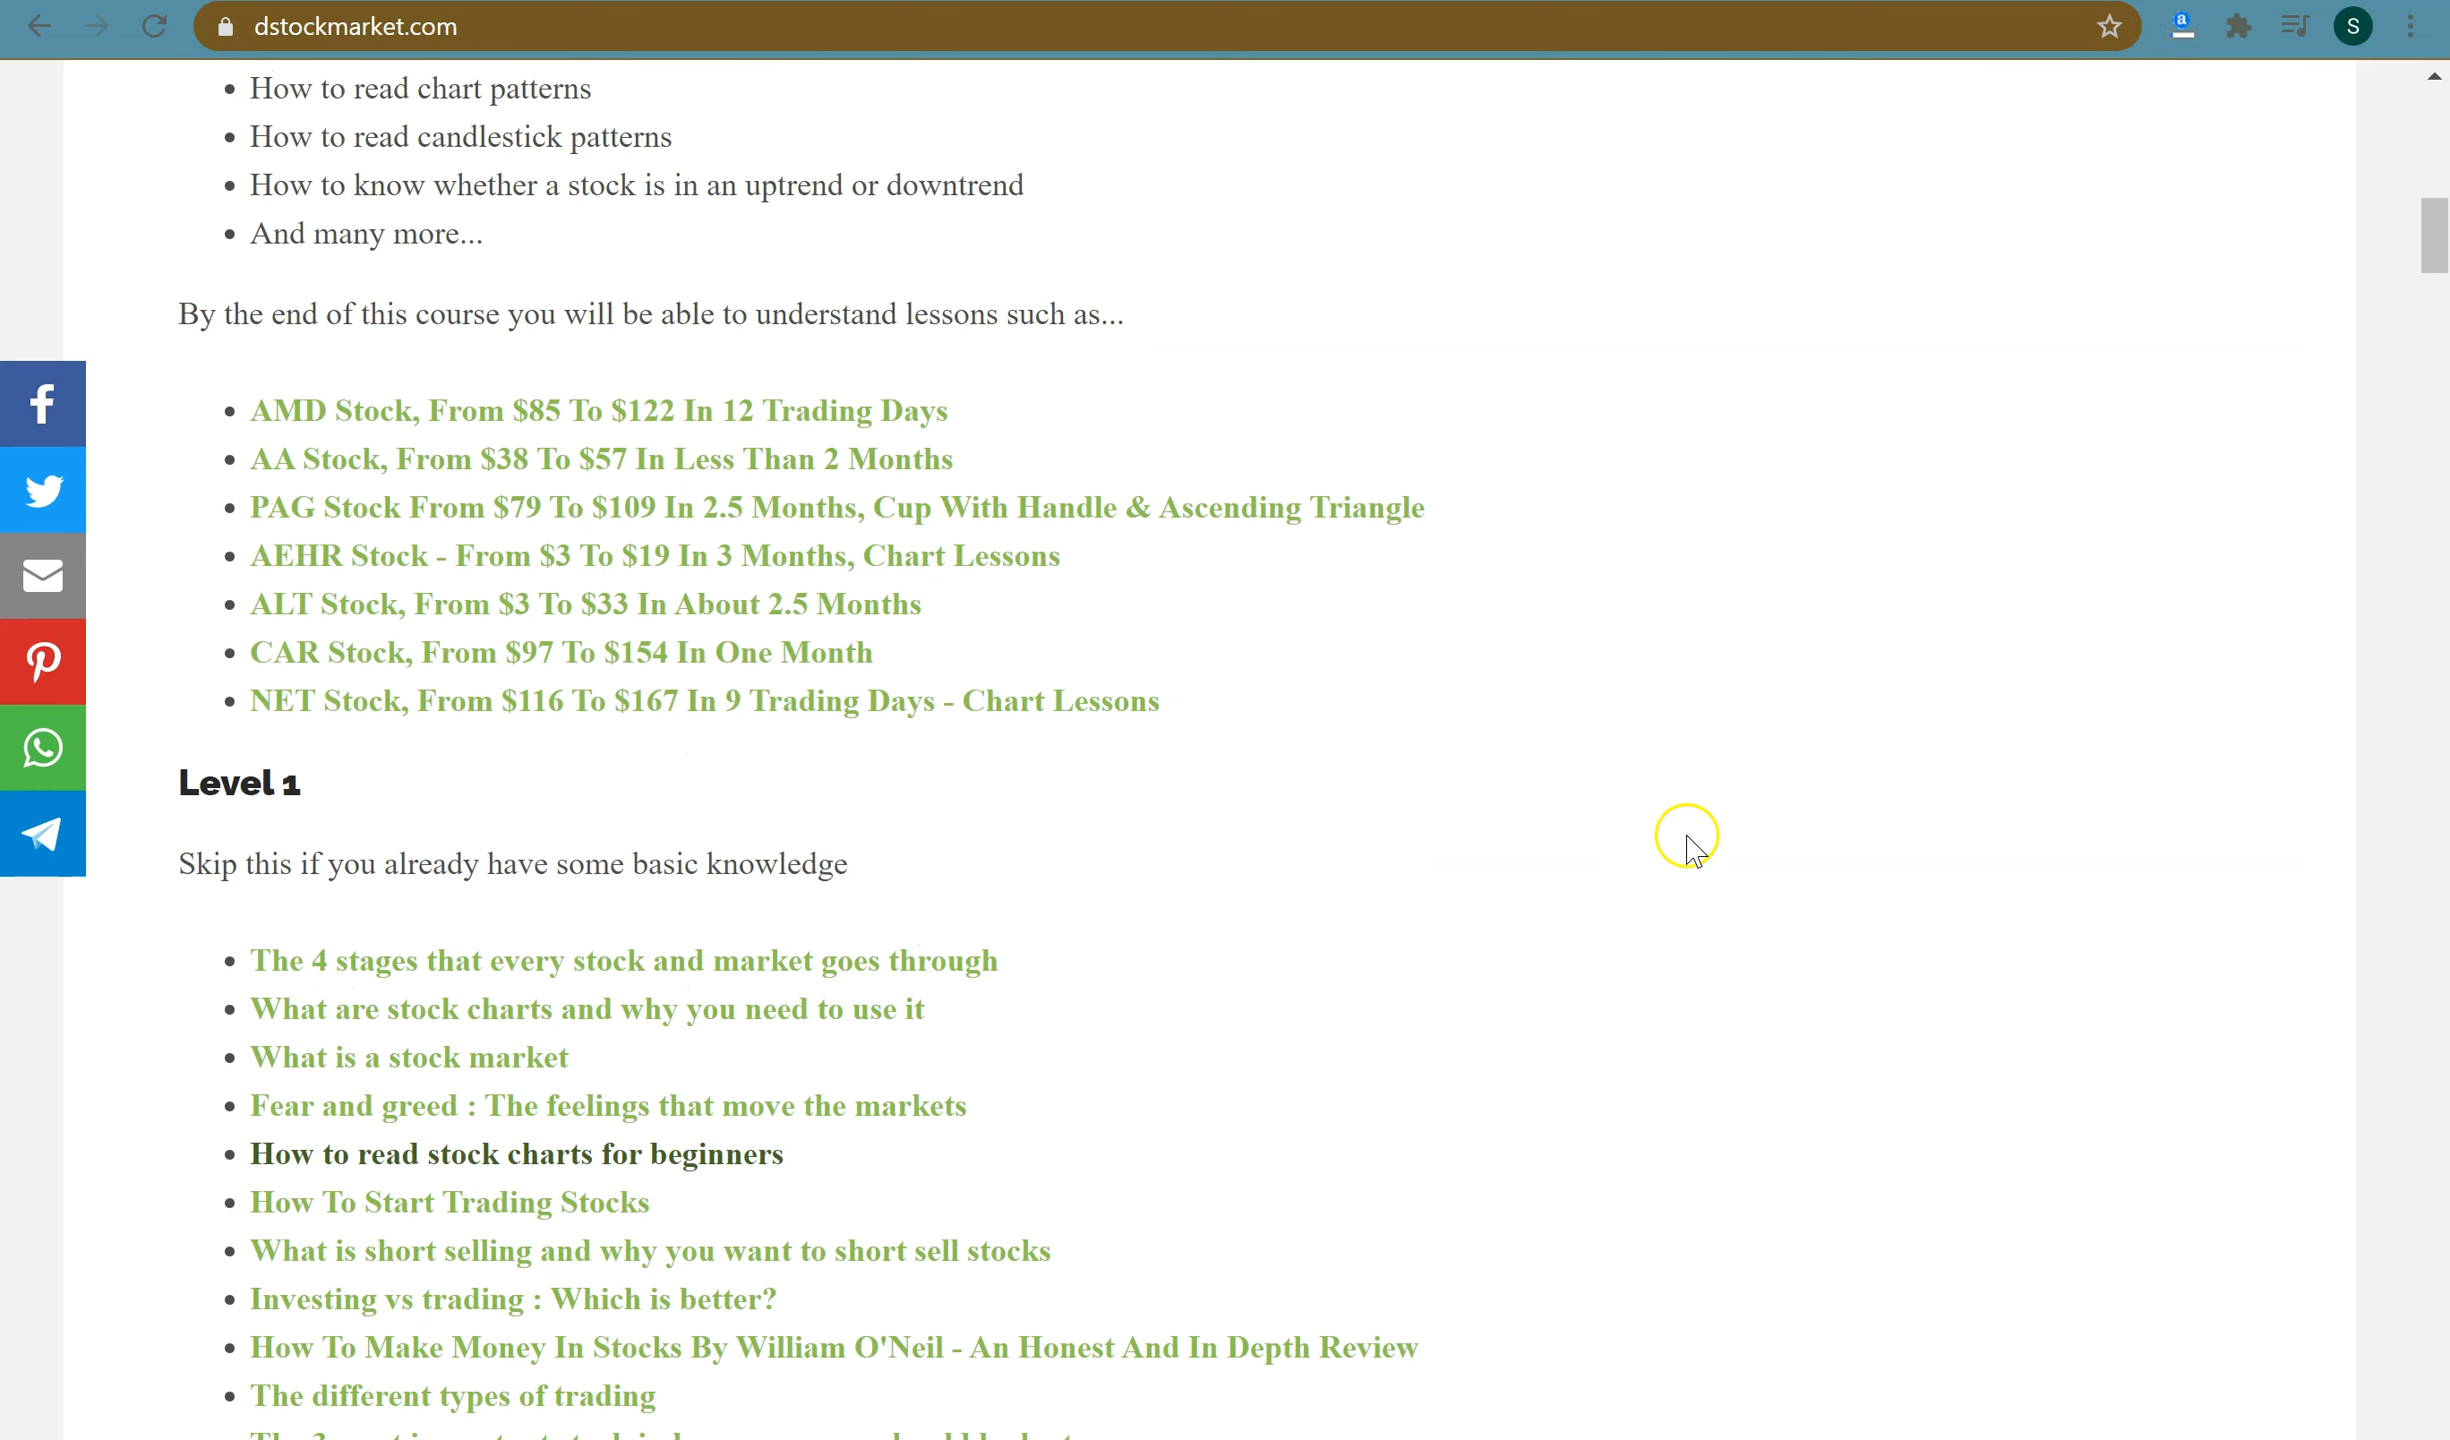 dstockmarket.com
S
How to read chart patterns
How to read candlestick patterns
How to know whether a stock is in an uptrend or downtrend
And many more...
By the end of this course you will be able to understand lessons such as...
AMD Stock, From $85 To $122 In 12 Trading Days
AA Stock, From $38 To $57 In Less Than 2 Months
PAG Stock From $79 To $109 In 2.5 Months, Cup With Handle & Ascending Triangle
AEHR Stock - From $3 To $19 In 3 Months, Chart Lessons
ALT Stock, From $3 To $33 In About 2.5 Months
CAR Stock, From $97 To $154 In One Month
NET Stock, From $116 To $167 In 9 Trading Days - Chart Lessons
Level 1
Skip this if you already have some basic knowledge
The 4 stages that every stock and market goes through
What are stock charts and why you need to use it
What is a stock market
Fear and greed : The feelings that move the markets
How to read stock charts for beginners
How To Start Trading Stocks
What is short selling and why you want to short sell stocks
Investing vs trading : Which is better?
How To Make Money In Stocks By William O'Neil - An Honest And In Depth Review
The different types of trading